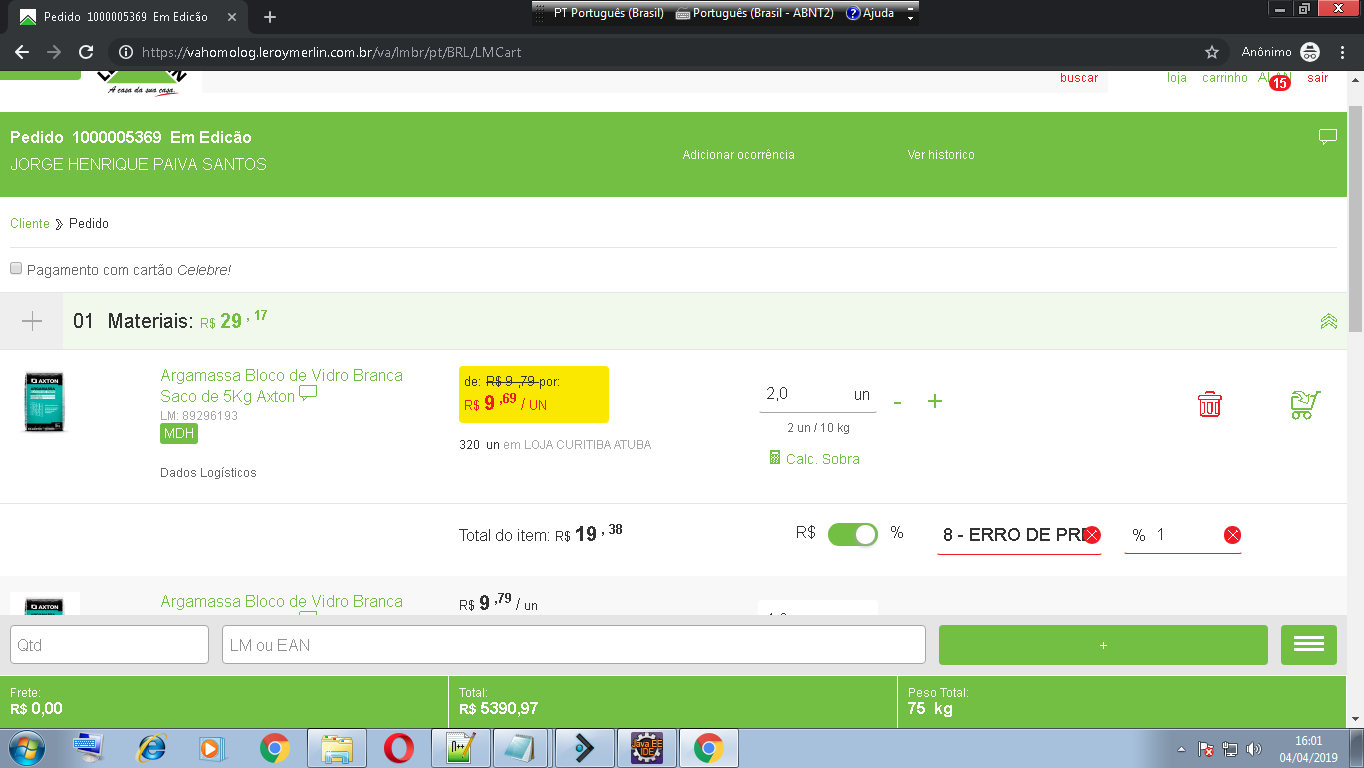 Pedido 1000005369 Em Edicão
PT Português (Brasil) Português (Brasil - ABNT2) Ajuda
https://vahomolog.leroymerlin.com.br/va/lmbr/pt/BRL/LMCart
Anônimo
A casa da sua casa.
buscar
loja carrinho 15 sair
Pedido 1000005369 Em Edicão
JORGE HENRIQUE PAIVA SANTOS
Adicionar ocorrência
Ver historico
Cliente Pedido
Pagamento com cartão Celebre!
01 Materiais: R$ 29 , 17
Argamassa Bloco de Vidro Branca
Saco de 5Kg Axton
LM: 89296193
MDH
Dados Logísticos
AXTON
de: R$ 9 ,79 por:
R$ 9 ,69 / UN
320 un em LOJA CURITIBA ATUBA
2,0 un - +
2 un / 10 kg
Calc. Sobra
Total do item: R$ 19 , 38
R$ %
8 - ERRO DE PRE
% 1
AXTON
Argamassa Bloco de Vidro Branca
R$ 9 ,79 / un
Qtd
LM ou EAN
+
Frete:
R$ 0,00
Total:
R$ 5390,97
Peso Total:
75 kg
Java EE
IDE
16:01
04/04/2019